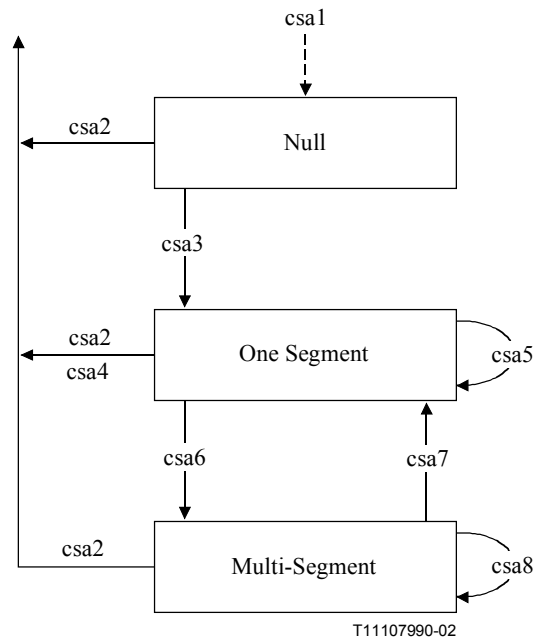 csa1
csa2
Null
csa3
csa2
csa4
One Segment
csa5
csa6
csa7
csa2
Multi-Segment
csa8
T11107990-02